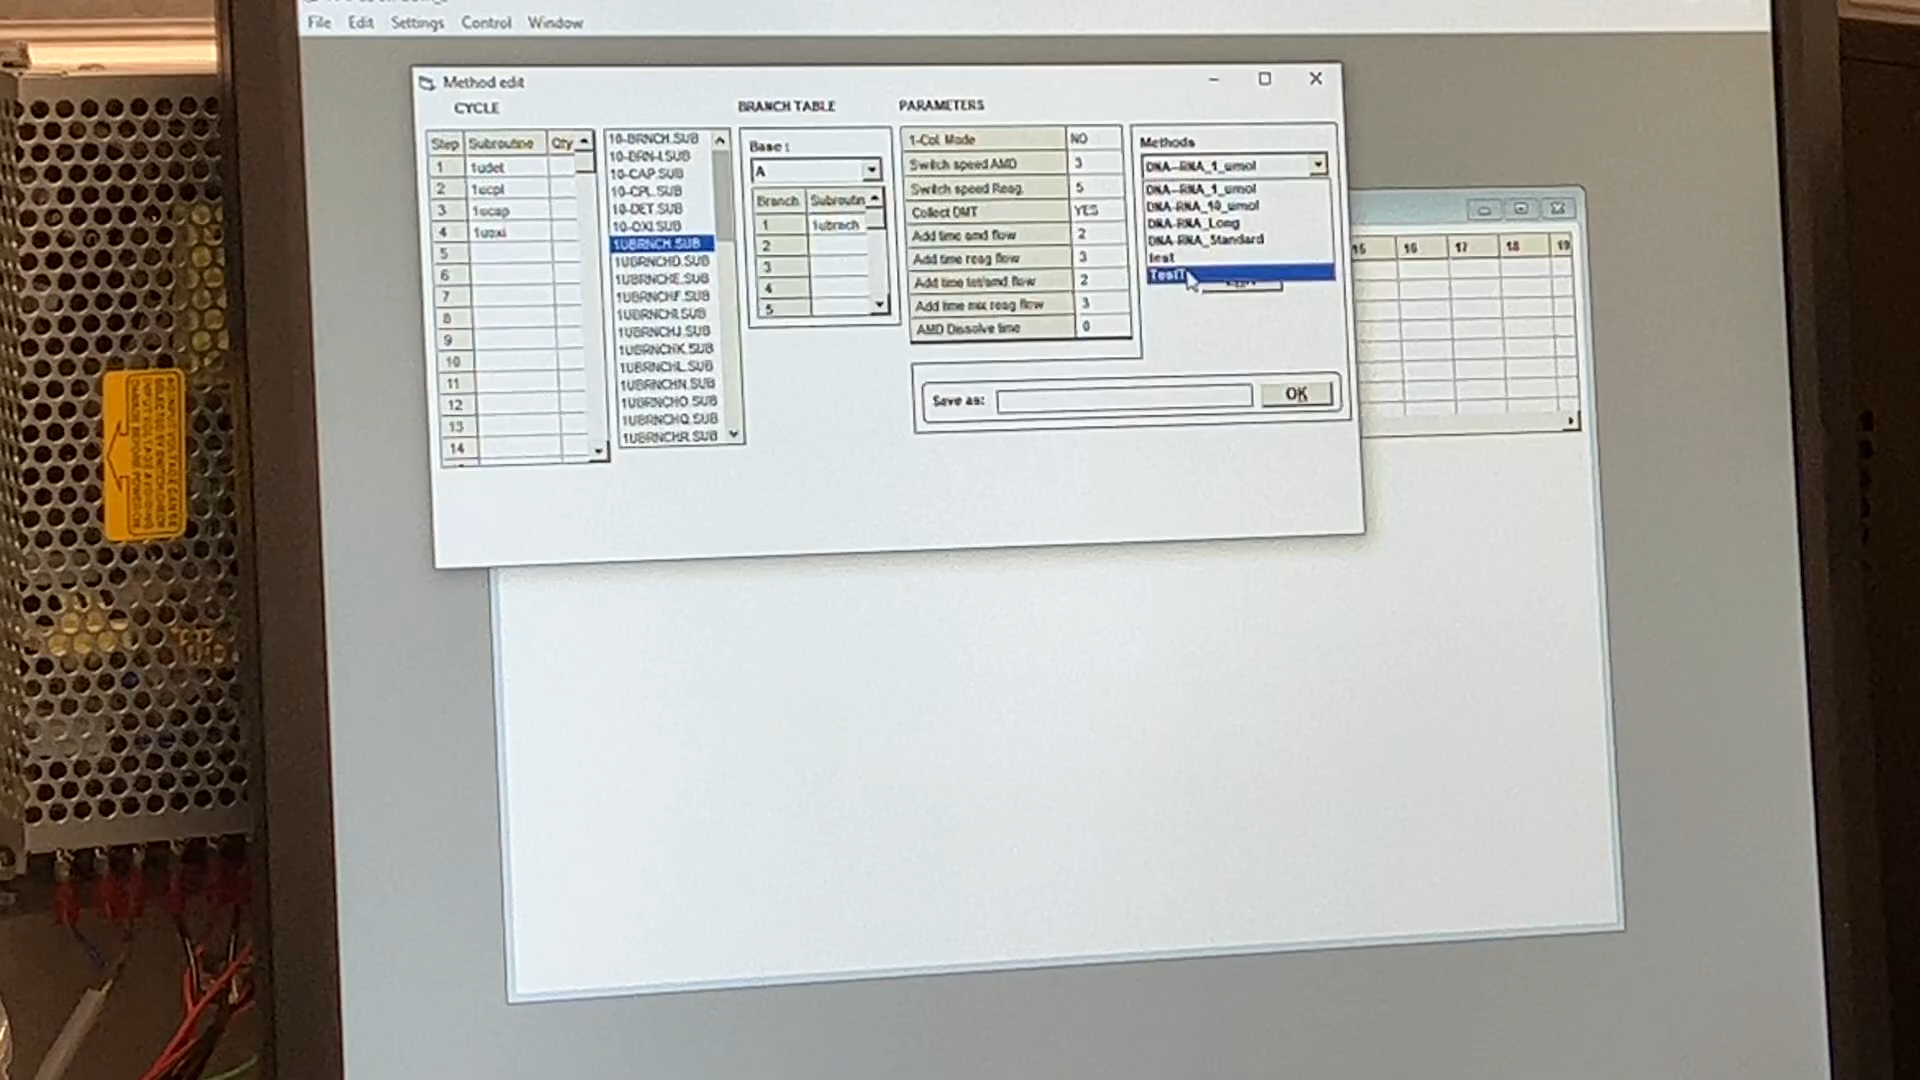 File Edit Settings Control Window
Method edit
CYCLE
BRANCH TABLE
PARAMETERS
Step Subroutine Qty
1 1udet
2 1ucpl
3 1ucap
4 1uoxi
5
6
7
8
9
10
11
12
13
14
10-BRNCH.SUB
10-BRN-I.SUB
10-CAP.SUB
10-CPL.SUB
10-DET.SUB
10-OXI.SUB
1UBRNCH.SUB
1UBRNCHD.SUB
1UBRNCHE.SUB
1UBRNCHF.SUB
1UBRNCHI.SUB
1UBRNCHJ.SUB
1UBRNCHK.SUB
1UBRNCHL.SUB
1UBRNCHN.SUB
1UBRNCHO.SUB
1UBRNCHQ.SUB
1UBRNCHR.SUB
Base:
A
Branch Subroutin
1 1ubrnch
2
3
4
5
1-Col. Mode NO
Switch speed AMD 3
Switch speed Reag. 5
Collect DMT YES
Add time amd flow 2
Add time reag flow 3
Add time tet/amd flow 2
Add time mix reag flow 3
AMD Dissolve time 0
Methods
DNA--RNA_1_umol
DNA--RNA_1_umol
DNA-RNA_10_umol
DNA-RNA_Long
DNA-RNA_Standard
test
TestT
Save as:
OK
15 16 17 18 19